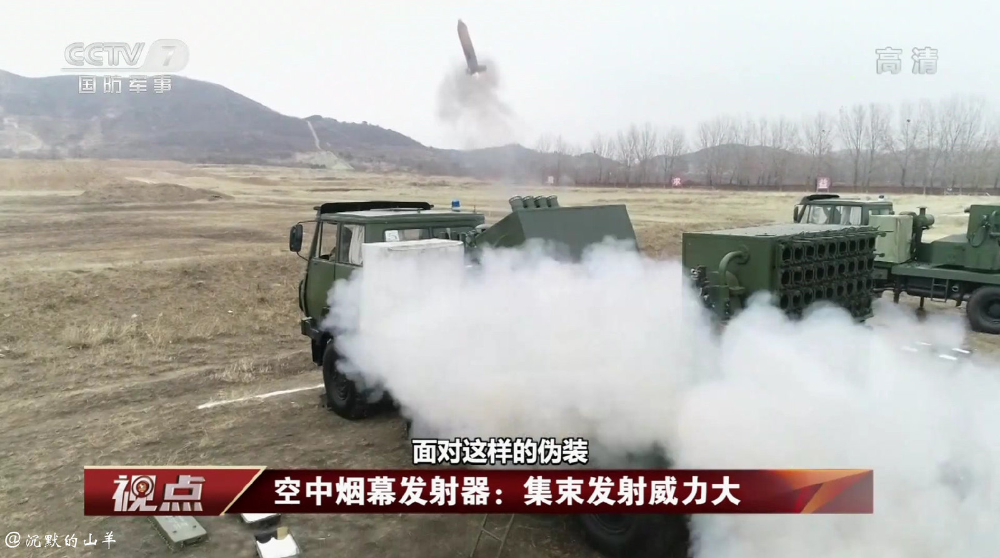 CCTV 7
国防军事
高清
求
面对这样的伪装
视点
空中烟幕发射器：集束发射威力大
@沉默的山羊